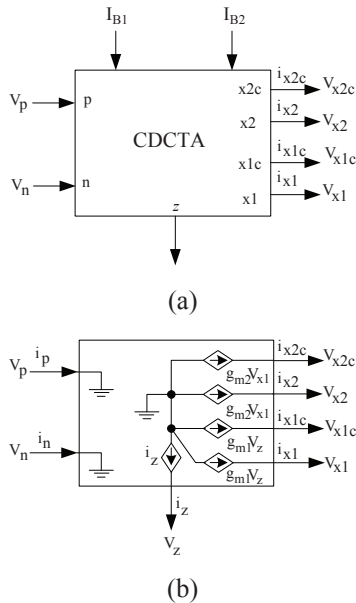 I_B1 I_B2
V_p p x2c i_x2c V_x2c
x2 i_x2 V_x2
CDCTA
x1c i_x1c V_x1c
V_n n x1 i_x1 V_x1
z
(a)
V_p i_p i_x2c V_x2c
g_m2V_x1
i_x2 V_x2
g_m2V_x1
V_n i_n i_x1c V_x1c
g_m1V_z
i_z i_x1 V_x1
g_m1V_z
i_z
V_z
(b)